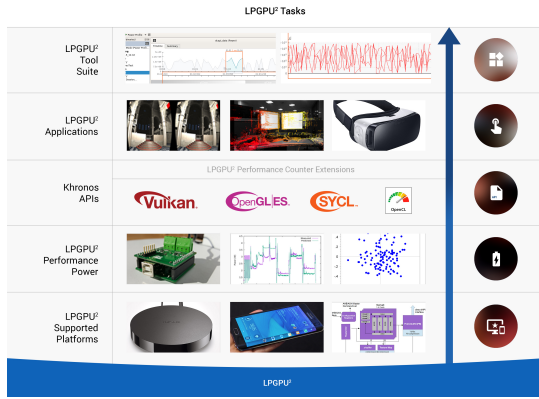 LPGPU² Tasks
LPGPU²
Tool
Suite
LPGPU²
Applications
LPGPU² Performance Counter Extensions
Khronos
APIs
Vulkan.
OpenGL|ES.
SYCL.
OpenCL
LPGPU²
Performance
Power
LPGPU²
Supported
Platforms
LPGPU²